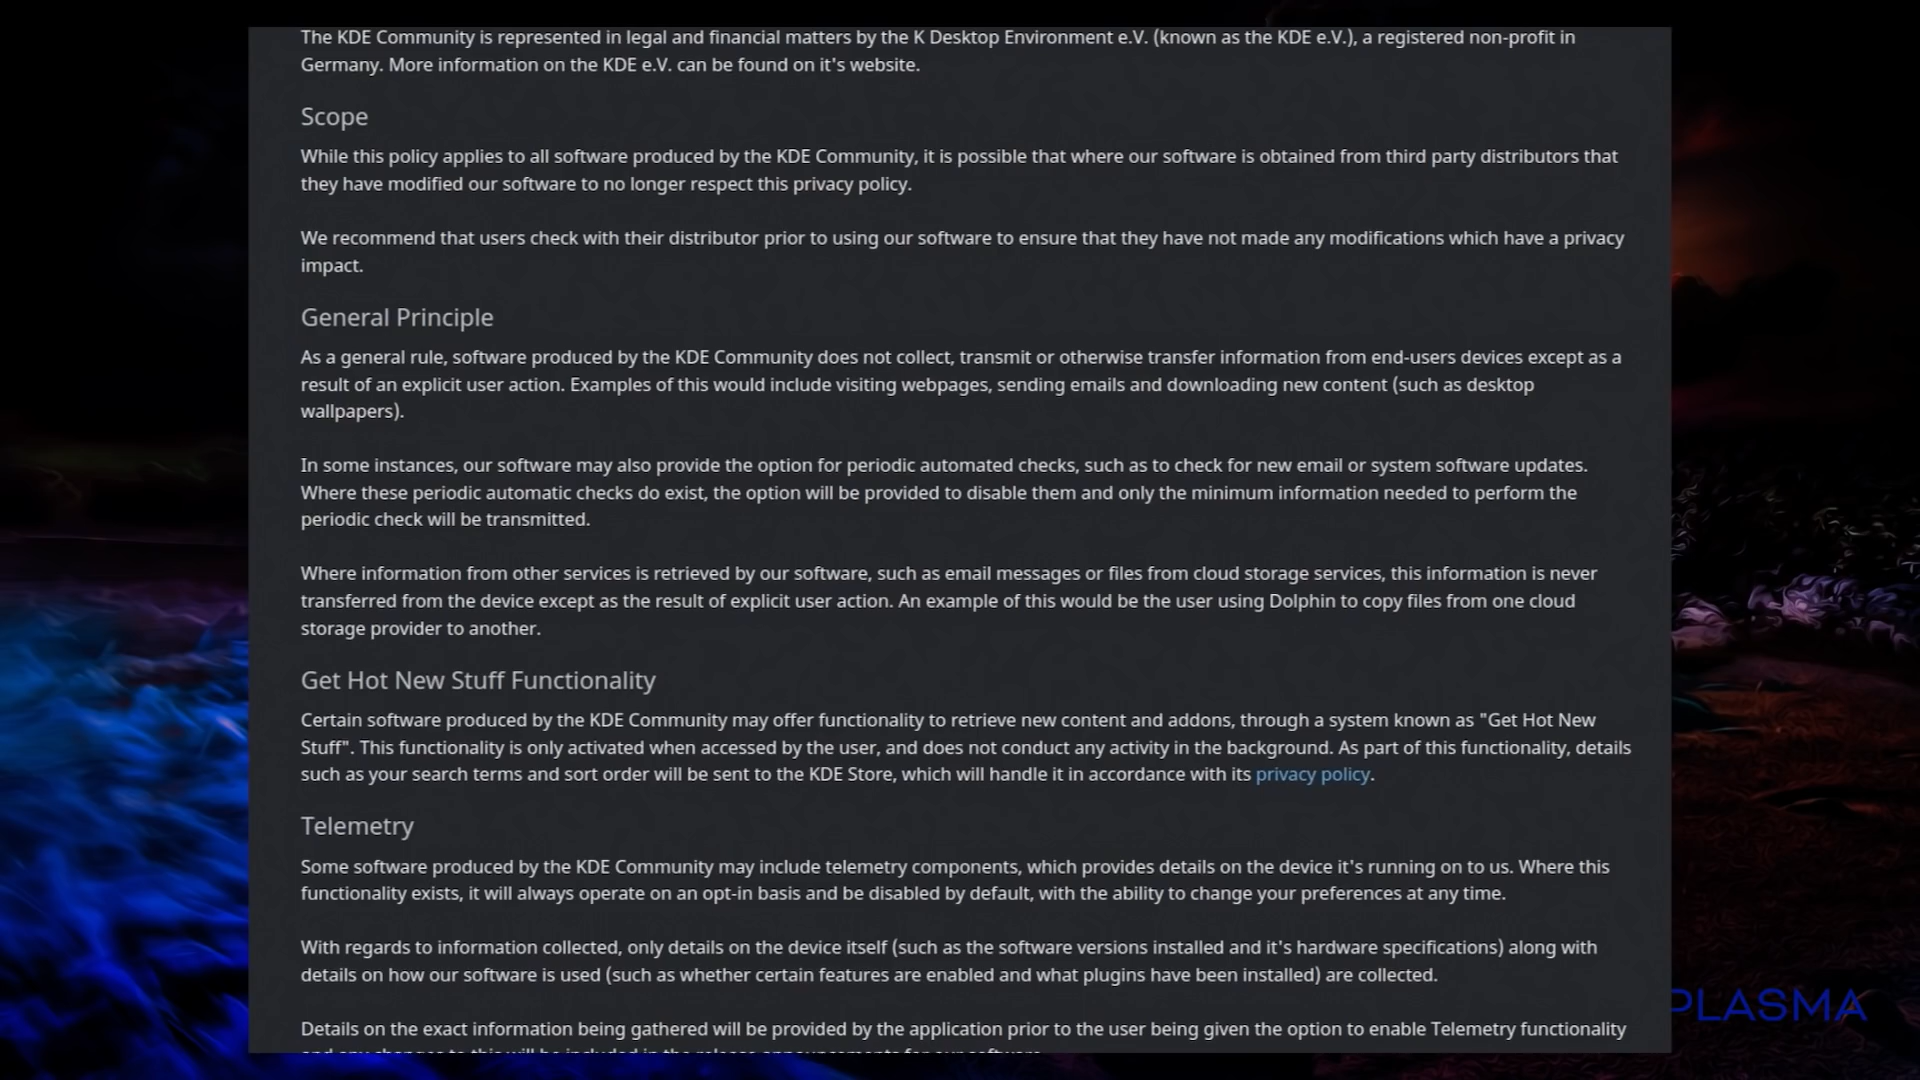 The KDE Community is represented in legal and financial matters by the K Desktop Environment e.V. (known as the KDE e.V.), a registered non-profit in
Germany. More information on the KDE e.V. can be found on it's website.
Scope
While this policy applies to all software produced by the KDE Community, it is possible that where our software is obtained from third party distributors that
they have modified our software to no longer respect this privacy policy.
We recommend that users check with their distributor prior to using our software to ensure that they have not made any modifications which have a privacy
impact.
General Principle
As a general rule, software produced by the KDE Community does not collect, transmit or otherwise transfer information from end-users devices except as a
result of an explicit user action. Examples of this would include visiting webpages, sending emails and downloading new content (such as desktop
wallpapers).
In some instances, our software may also provide the option for periodic automated checks, such as to check for new email or system software updates.
Where these periodic automatic checks do exist, the option will be provided to disable them and only the minimum information needed to perform the
periodic check will be transmitted.
Where information from other services is retrieved by our software, such as email messages or files from cloud storage services, this information is never
transferred from the device except as the result of explicit user action. An example of this would be the user using Dolphin to copy files from one cloud
storage provider to another.
Get Hot New Stuff Functionality
Certain software produced by the KDE Community may offer functionality to retrieve new content and addons, through a system known as "Get Hot New
Stuff". This functionality is only activated when accessed by the user, and does not conduct any activity in the background. As part of this functionality, details
such as your search terms and sort order will be sent to the KDE Store, which will handle it in accordance with its privacy policy.
Telemetry
Some software produced by the KDE Community may include telemetry components, which provides details on the device it's running on to us. Where this
functionality exists, it will always operate on an opt-in basis and be disabled by default, with the ability to change your preferences at any time.
With regards to information collected, only details on the device itself (such as the software versions installed and it's hardware specifications) along with
details on how our software is used (such as whether certain features are enabled and what plugins have been installed) are collected.
Details on the exact information being gathered will be provided by the application prior to the user being given the option to enable Telemetry functionality
and any changes to this will be included in the release announcements for our software.
PLASMA